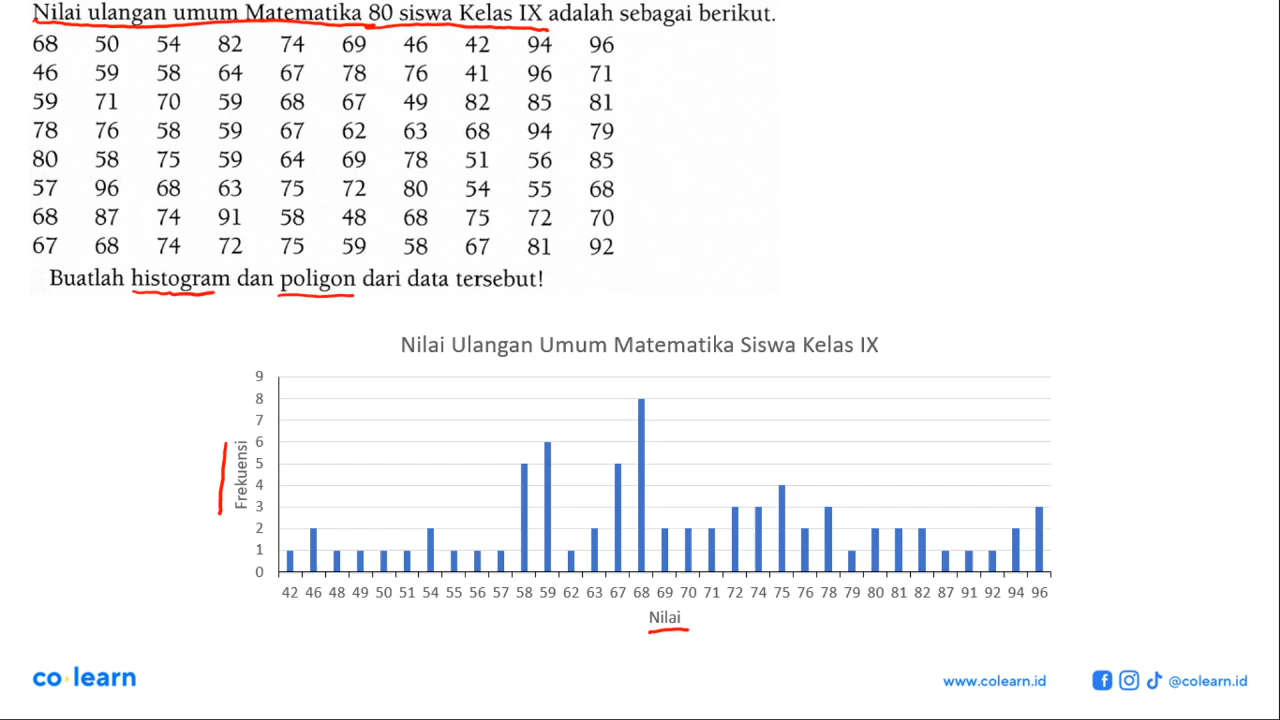 Nilai ulangan umum Matematika 80 siswa Kelas IX adalah sebagai berikut.
68 50 54 82 74 69 46 42 94 96
46 59 58 64 67 78 76 41 96 71
59 71 70 59 68 67 49 82 85 81
78 76 58 59 67 62 63 68 94 79
80 58 75 59 64 69 78 51 56 85
57 96 68 63 75 72 80 54 55 68
68 87 74 91 58 48 68 75 72 70
67 68 74 72 75 59 58 67 81 92
Buatlah histogram dan poligon dari data tersebut!
Nilai Ulangan Umum Matematika Siswa Kelas IX
9
8
7
6
5
4
3
2
1
0
Frekuensi
42 46 48 49 50 51 54 55 56 57 58 59 62 63 67 68 69 70 71 72 74 75 76 78 79 80 81 82 87 91 92 94 96
Nilai
co learn
www.colearn.id
@colearn.id